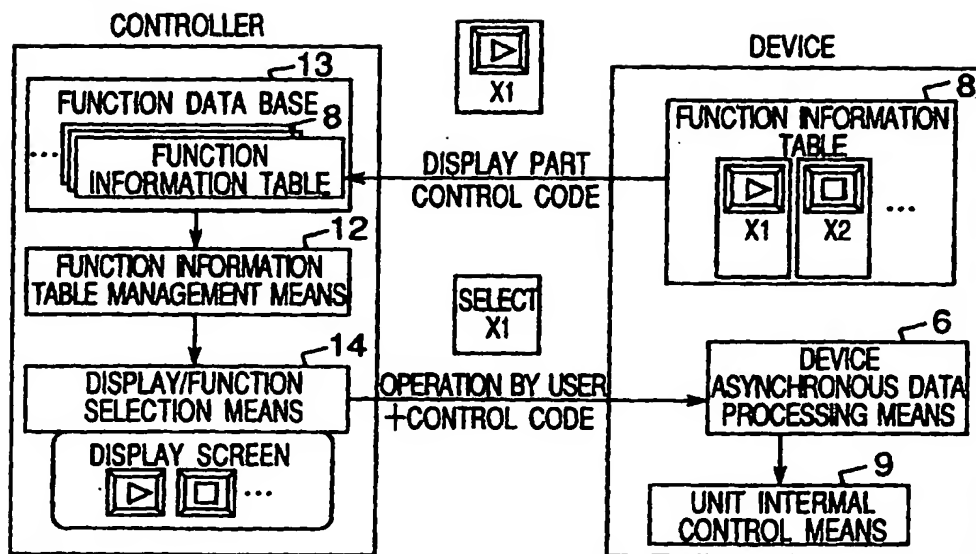 CONTROLLER
13
FUNCTION DATA BASE
8
...
FUNCTION
INFORMATION TABLE
12
FUNCTION INFORMATION
TABLE MANAGEMENT MEANS
14
DISPLAY/FUNCTION
SELECTION MEANS
DISPLAY SCREEN
...
X1
DISPLAY PART
CONTROL CODE
SELECT
X1
OPERATION BY USER
+CONTROL CODE
DEVICE
8
FUNCTION INFORMATION
TABLE
X1
X2
...
6
DEVICE
ASYNCHRONOUS DATA
PROCESSING MEANS
9
UNIT INTERMAL
CONTROL MEANS